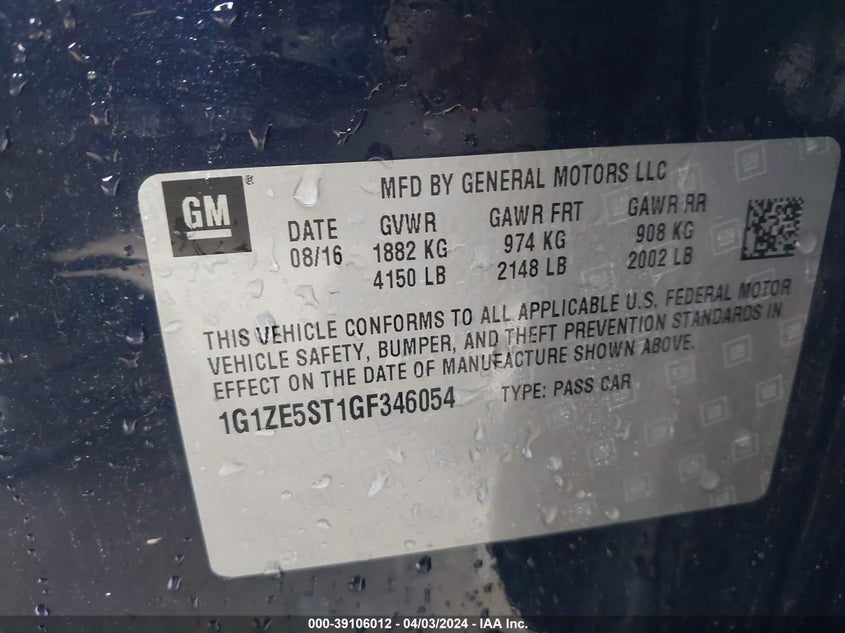 GM ®
MFD BY GENERAL MOTORS LLC
DATE GVWR GAWR FRT GAWR RR
08/16 1882 KG 974 KG 908 KG
4150 LB 2148 LB 2002 LB
THIS VEHICLE CONFORMS TO ALL APPLICABLE U.S. FEDERAL MOTOR
VEHICLE SAFETY, BUMPER, AND THEFT PREVENTION STANDARDS IN
EFFECT ON THE DATE OF MANUFACTURE SHOWN ABOVE.
1G1ZE5ST1GF346054 TYPE: PASS CAR
000-39106012 - 04/03/2024 - IAA Inc.